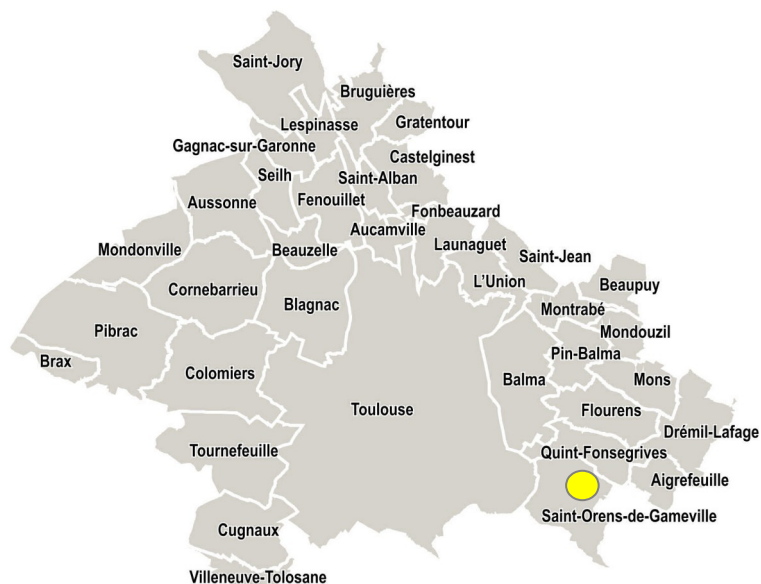 Saint-Jory
Bruguières
Lespinasse
Gratentour
Gagnac-sur-Garonne
Castelginest
Seilh
Saint-Alban
Aussonne
Fenouillet
Fonbeauzard
Aucamville
Mondonville
Beauzelle
Launaguet
Saint-Jean
L'Union
Beaupuy
Cornebarrieu
Blagnac
Montrabé
Pibrac
Mondouzil
Brax
Pin-Balma
Colomiers
Balma
Mons
Toulouse
Flourens
Drémil-Lafage
Tournefeuille
Quint-Fonsegrives
Aigrefeuille
Saint-Orens-de-Gameville
Cugnaux
Villeneuve-Tolosane